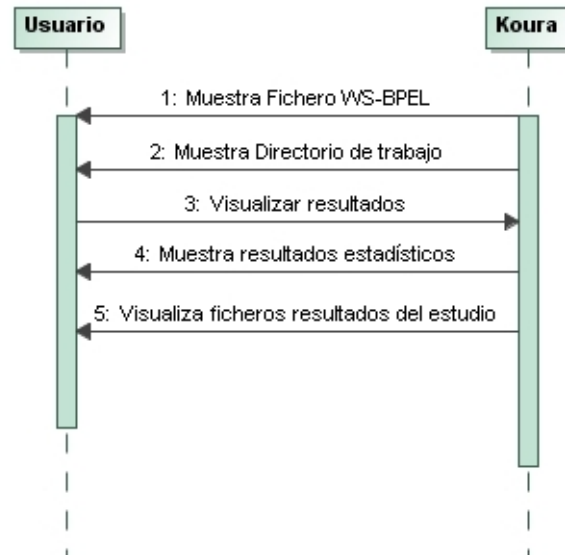 Usuario
Koura
1: Muestra Fichero WS-BPEL
2: Muestra Directorio de trabajo
3: Visualizar resultados
4: Muestra resultados estadísticos
5: Visualiza ficheros resultados del estudio